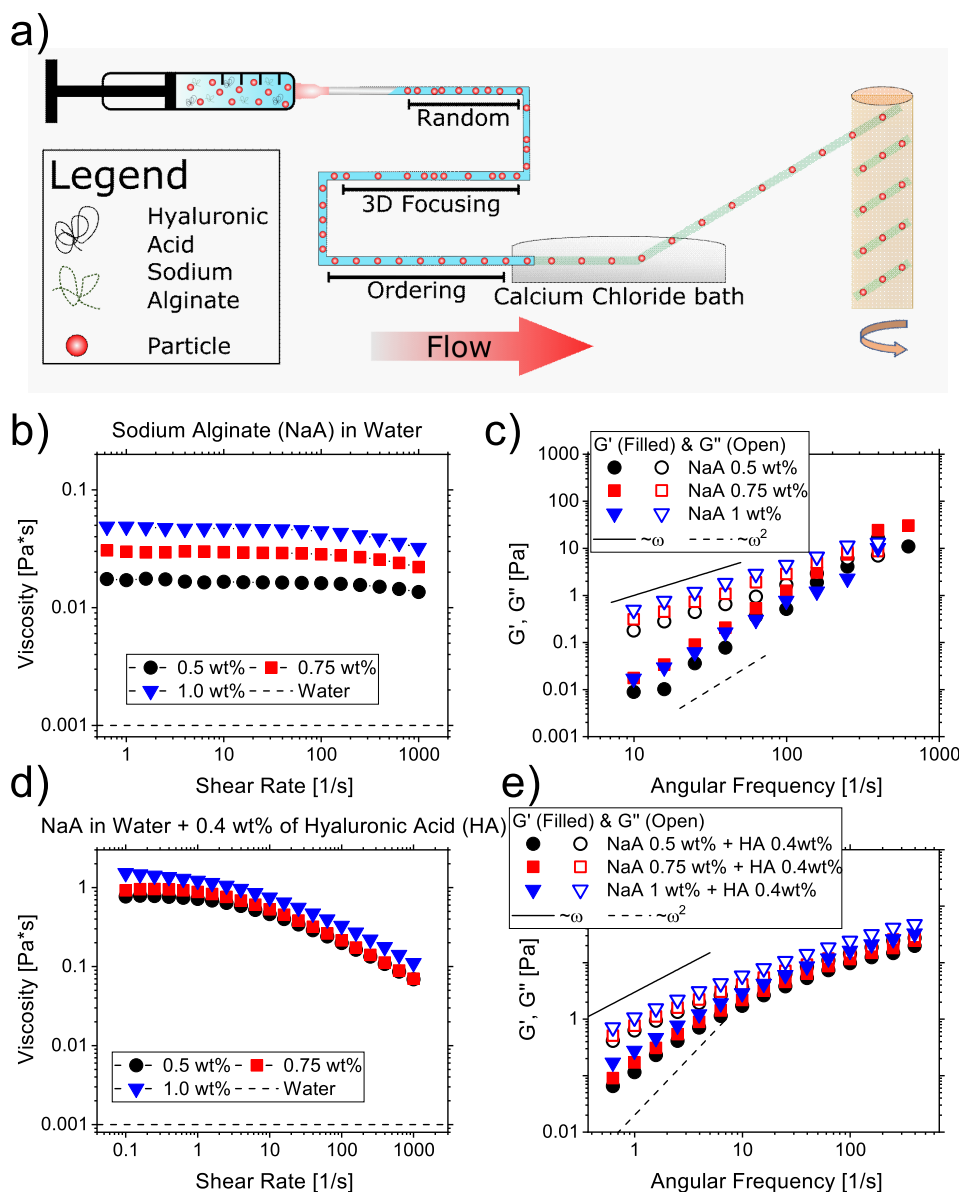 a)
Random
3D Focusing
Ordering
Calcium Chloride bath
Flow
Legend
Hyaluronic
Acid
Sodium
Alginate
Particle
b)
Sodium Alginate (NaA) in Water
Viscosity [Pa*s]
0.1
0.01
0.001
0.5 wt%
0.75 wt%
1.0 wt%
Water
1
10
100
1000
Shear Rate [1/s]
c)
G' (Filled) & G" (Open)
NaA 0.5 wt%
NaA 0.75 wt%
NaA 1 wt%
~ω
~ω²
G', G" [Pa]
1000
100
10
1
0.1
0.01
0.001
10
100
1000
Angular Frequency [1/s]
d)
NaA in Water + 0.4 wt% of Hyaluronic Acid (HA)
Viscosity [Pa*s]
1
0.1
0.01
0.001
0.5 wt%
0.75 wt%
1.0 wt%
Water
0.1
1
10
100
1000
Shear Rate [1/s]
e)
G' (Filled) & G" (Open)
NaA 0.5 wt% + HA 0.4wt%
NaA 0.75 wt% + HA 0.4wt%
NaA 1 wt% + HA 0.4wt%
~ω
~ω²
G', G" [Pa]
1
0.01
1
10
100
Angular Frequency [1/s]